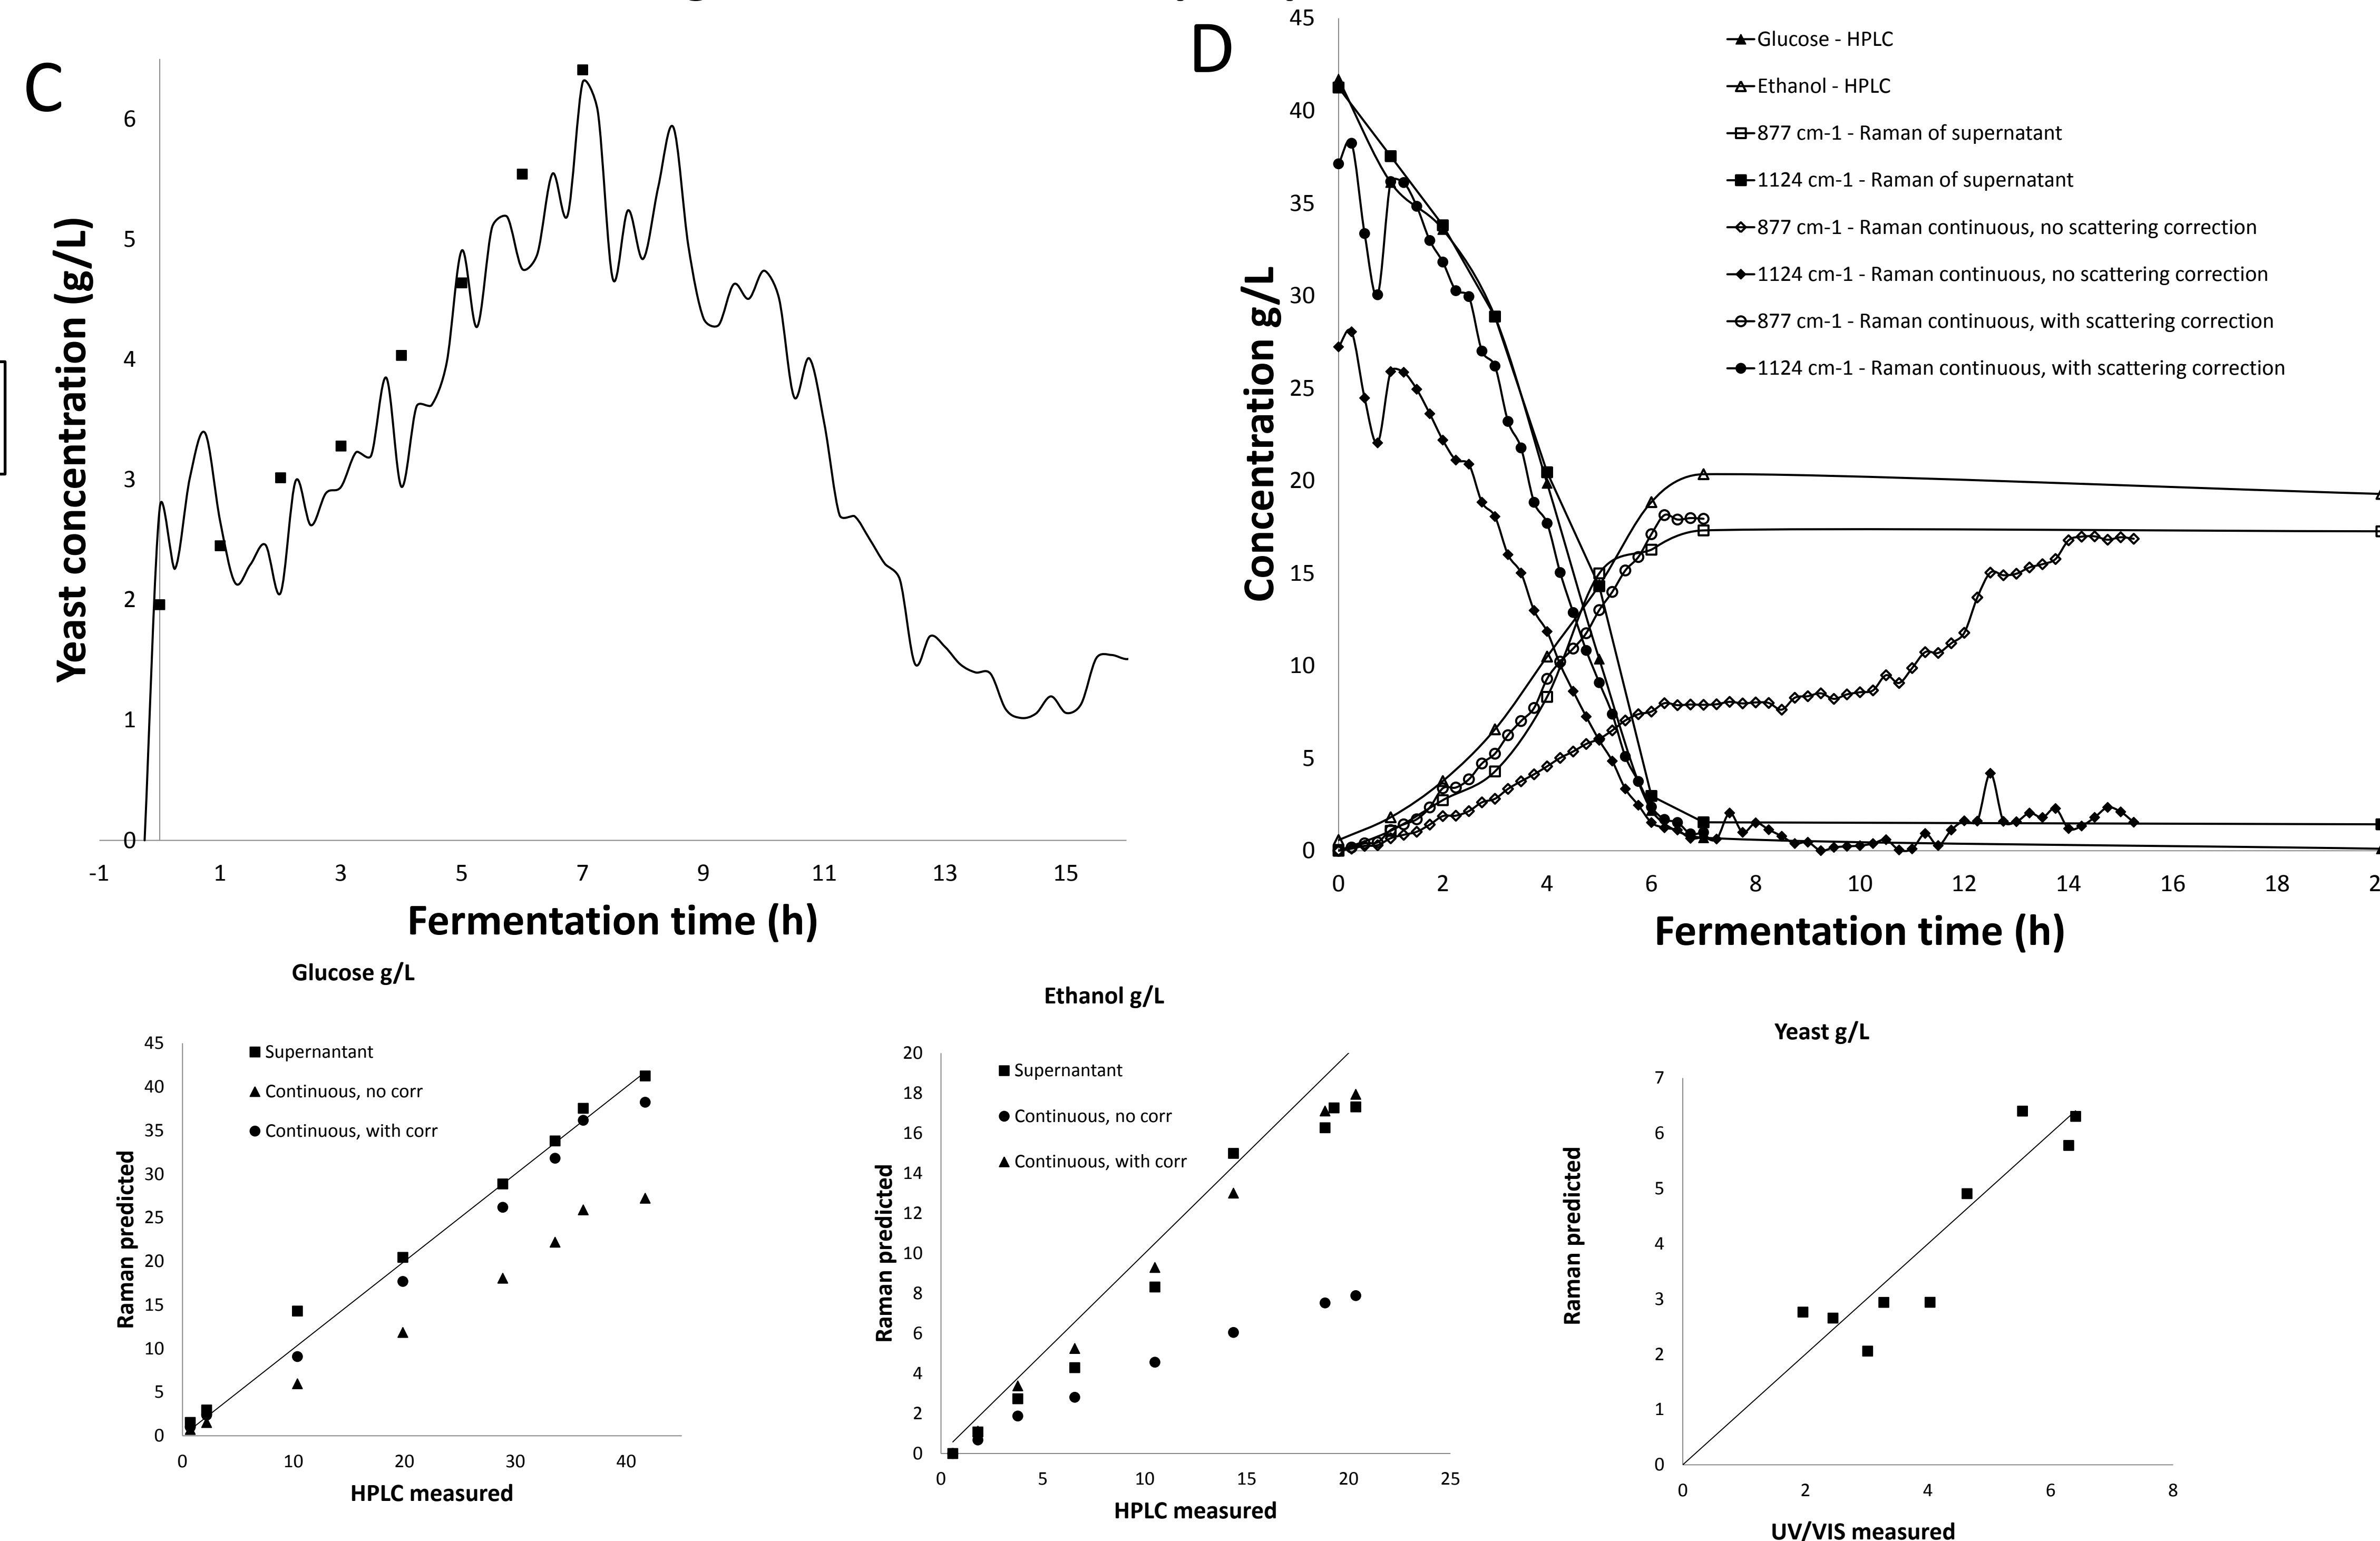 C
Yeast concentration (g/L)
6
5
4
3
2
1
0
-1 1 3 5 7 9 11 13 15
Fermentation time (h)
D
Concentration g/L
45
40
35
30
25
20
15
10
5
0
0 2 4 6 8 10 12 14 16 18
Fermentation time (h)
Glucose - HPLC
Ethanol - HPLC
877 cm-1 - Raman of supernatant
1124 cm-1 - Raman of supernatant
877 cm-1 - Raman continuous, no scattering correction
1124 cm-1 - Raman continuous, no scattering correction
877 cm-1 - Raman continuous, with scattering correction
1124 cm-1 - Raman continuous, with scattering correction
Glucose g/L
Raman predicted
45
40
35
30
25
20
15
10
5
0
0 10 20 30 40
HPLC measured
Supernantant
Continuous, no corr
Continuous, with corr
Ethanol g/L
Raman predicted
20
18
16
14
12
10
8
6
4
2
0
0 5 10 15 20 25
HPLC measured
Supernantant
Continuous, no corr
Continuous, with corr
Yeast g/L
Raman predicted
7
6
5
4
3
2
1
0
0 2 4 6 8
UV/VIS measured